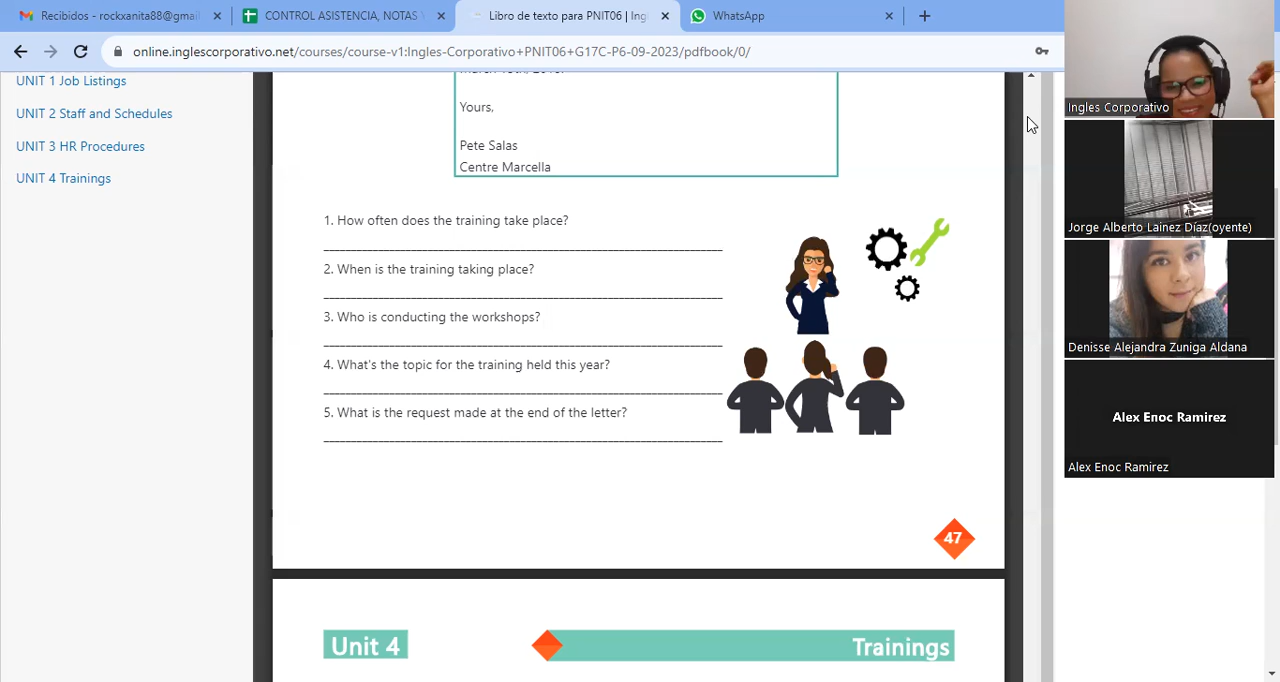 Recibidos - rockxanita88@gmail
CONTROL ASISTENCIA, NOTAS
Libro de texto para PNIT06 | Ing
WhatsApp
online.inglescorporativo.net/courses/course-v1:Ingles-Corporativo+PNIT06+G17C-P6-09-2023/pdfbook/0/
UNIT 1 Job Listings
UNIT 2 Staff and Schedules
UNIT 3 HR Procedures
UNIT 4 Trainings
Yours,
Pete Salas
Centre Marcella
1. How often does the training take place?
2. When is the training taking place?
3. Who is conducting the workshops?
4. What's the topic for the training held this year?
5. What is the request made at the end of the letter?
47
Unit 4
Trainings
Ingles Corporativo
Jorge Alberto Lainez Díaz(oyente)
Denisse Alejandra Zuniga Aldana
Alex Enoc Ramirez
Alex Enoc Ramirez